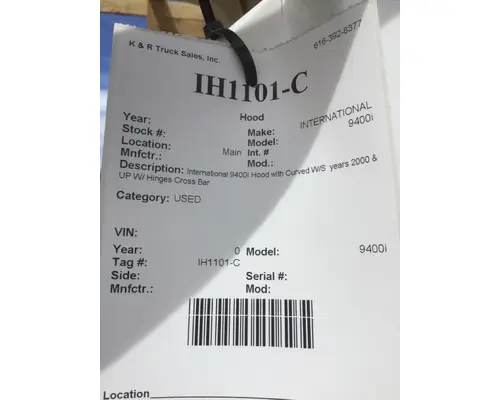 K & R Truck Sales, Inc.
616-392-8377
IH1101-C
Year: Hood
Stock #: Make: INTERNATIONAL
Location: Model: 9400i
Mnfctr.: Main Int. #
Mod.:
Description: International 9400i Hood with Curved W/S years 2000 &
UP W/ Hinges Cross Bar
Category: USED
VIN:
Year: 0 Model: 9400i
Tag #: IH1101-C
Side: Serial #:
Mnfctr.: Mod:
Location